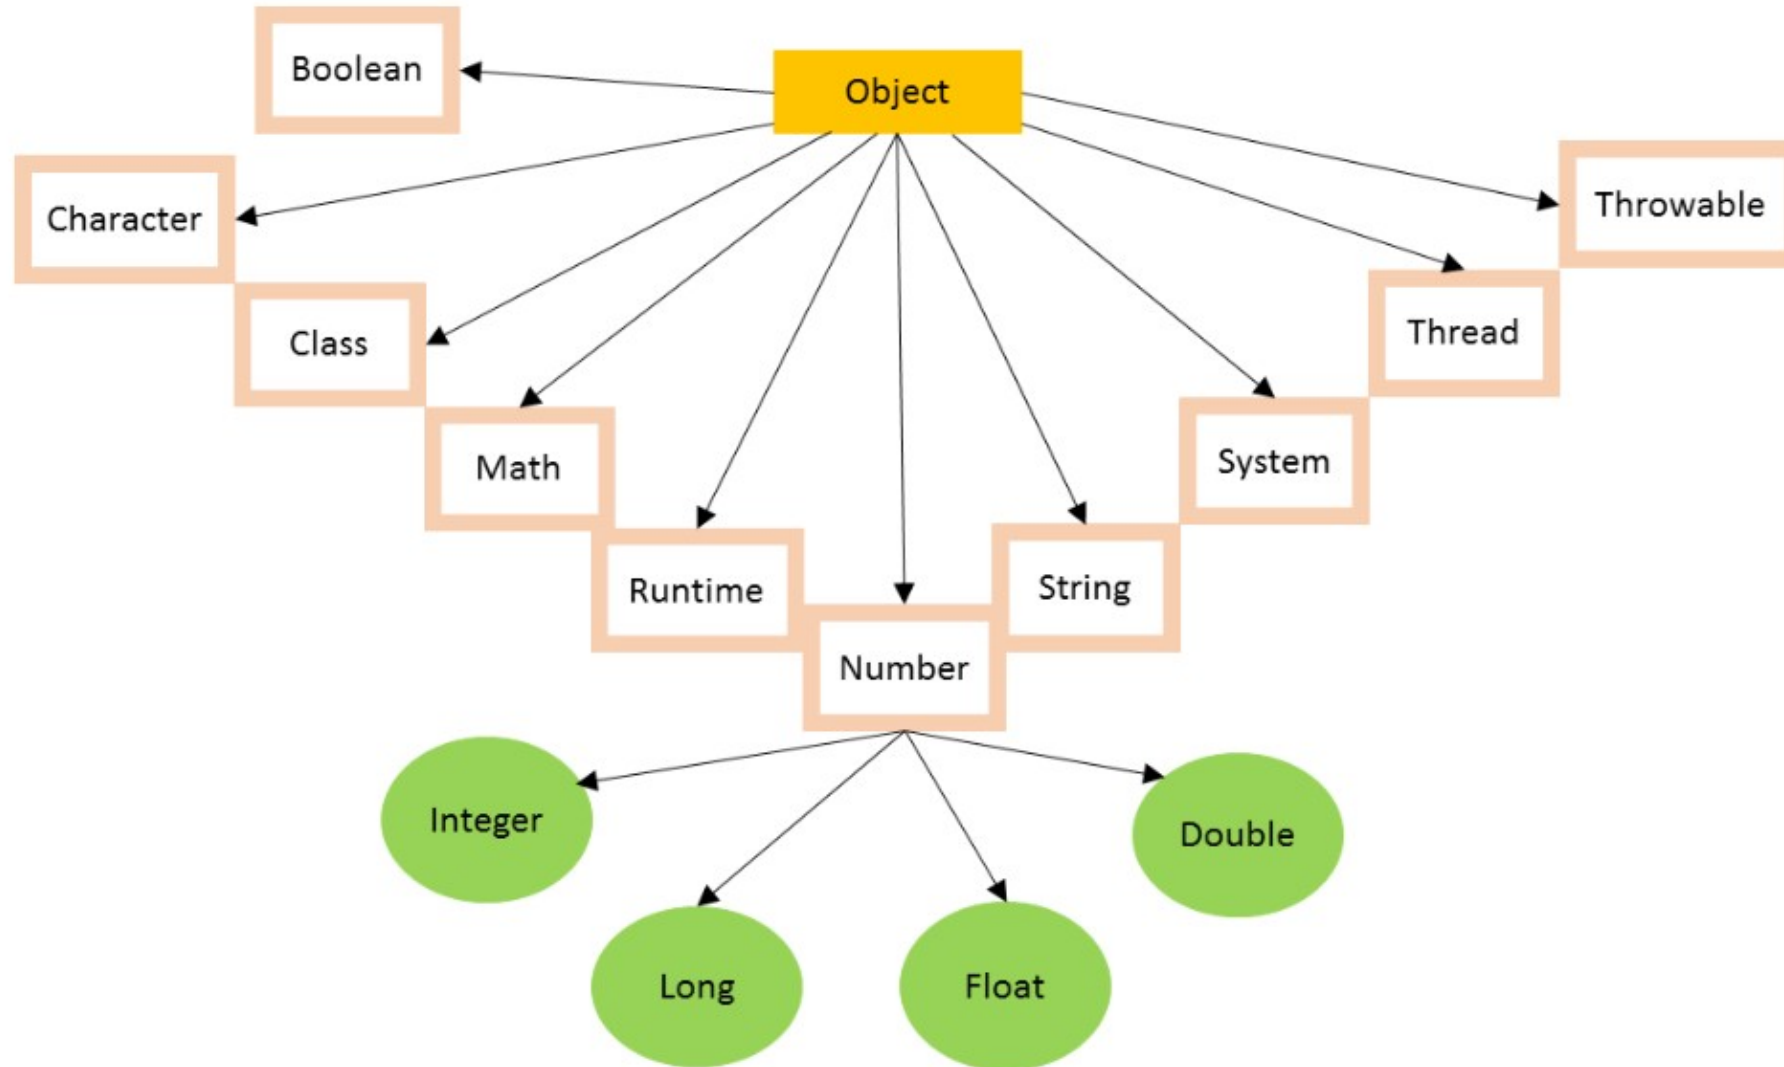 Boolean
Object
Character
Throwable
Class
Thread
Math
System
Runtime
String
Number
Integer
Double
Long
Float